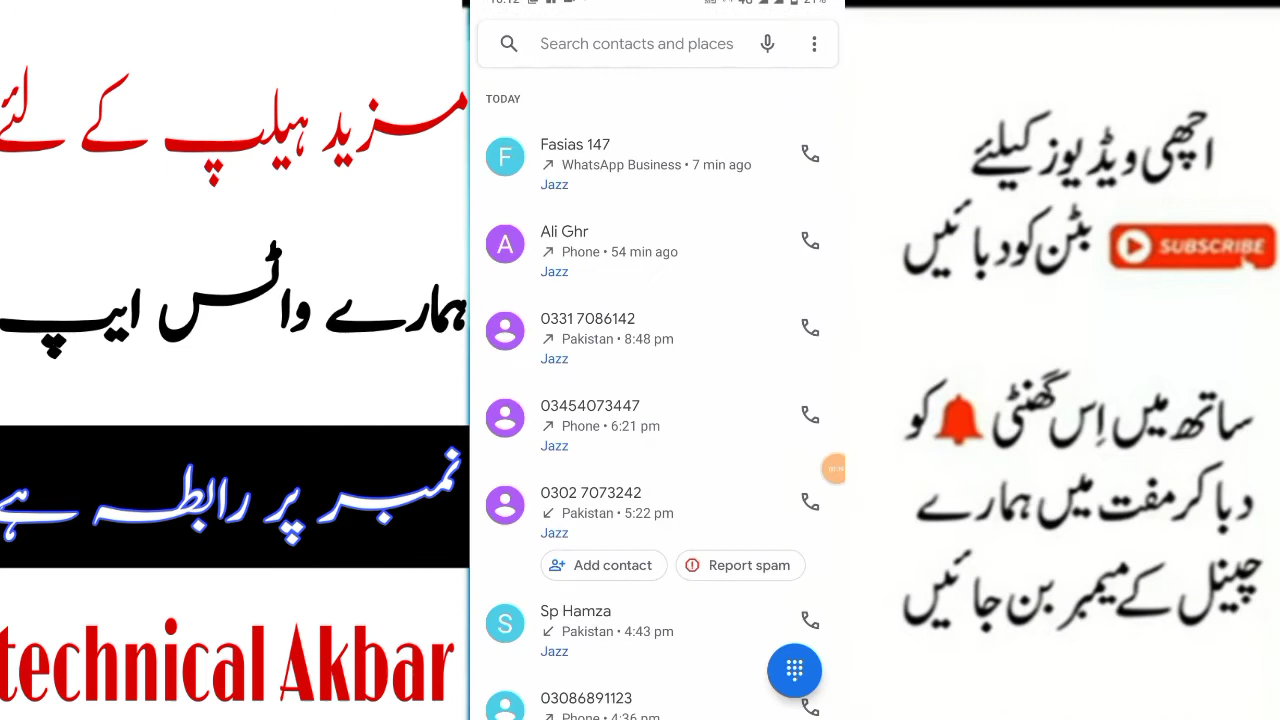 مزید ہیلپ کے لئے
ہمارے واٹس ایپ
نمبر پر رابطہ ہے
technical Akbar
Search contacts and places
TODAY
F
Fasias 147
WhatsApp Business • 7 min ago
Jazz
A
Ali Ghr
Phone • 54 min ago
Jazz
0331 7086142
Pakistan • 8:48 pm
Jazz
03454073447
Phone • 6:21 pm
Jazz
0302 7073242
Pakistan • 5:22 pm
Jazz
Add contact
Report spam
S
Sp Hamza
Pakistan • 4:43 pm
Jazz
03086891123
Phone • 4:36 pm
اچھی ویڈیوز کیلئے
SUBSCRIBE بٹن کو دبائیں
ساتھ میں اِس گھنٹی کو
دبا کر مفت میں ہمارے
چینل کے میمبر بن جائیں